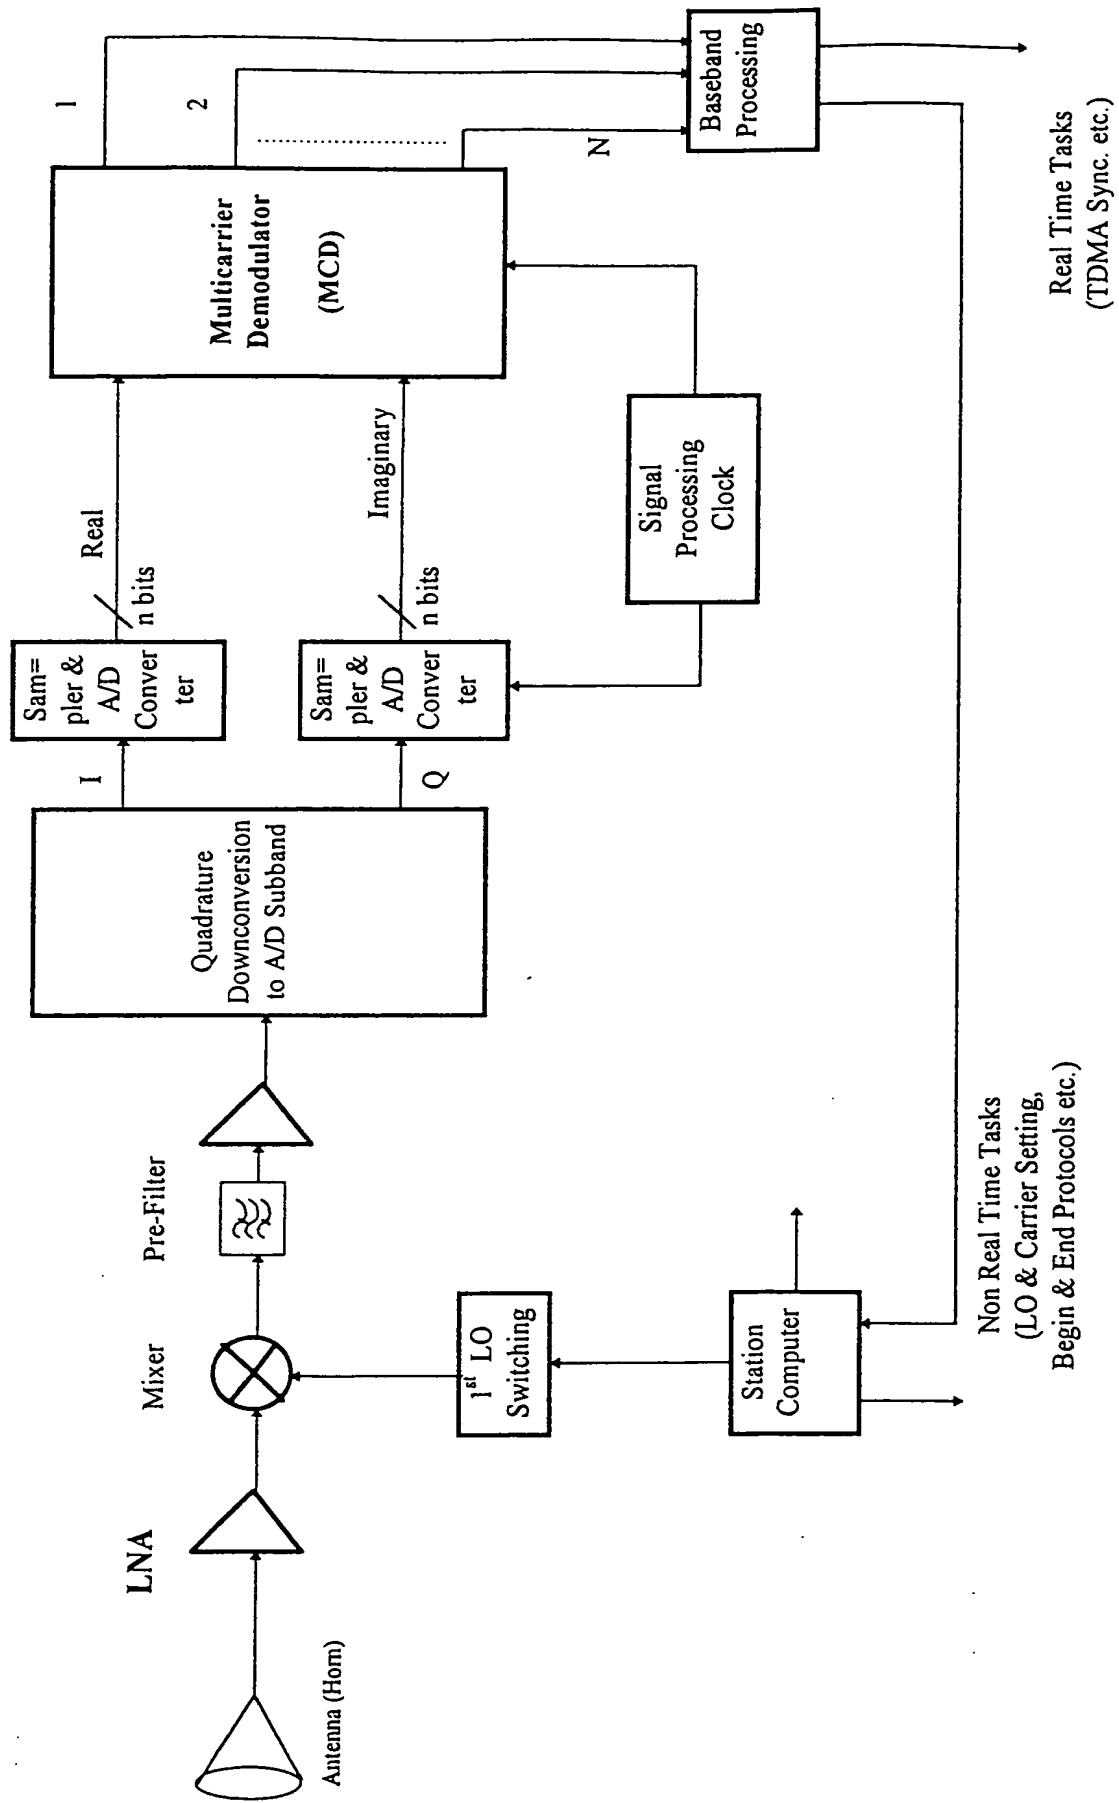 Antenna (Horn)
LNA
Mixer
Pre-Filter
1st LO
Switching
Station
Computer
Quadrature
Downconversion
to A/D Subband
I
Q
Sam=
pler &
A/D
Conver
ter
Sam=
pler &
A/D
Conver
ter
n bits
Real
n bits
Imaginary
Signal
Processing
Clock
Multicarrier
Demodulator
(MCD)
1
2
N
Baseband
Processing
Non Real Time Tasks
(LO & Carrier Setting,
Begin & End Protocols etc.)
Real Time Tasks
(TDMA Sync. etc.)